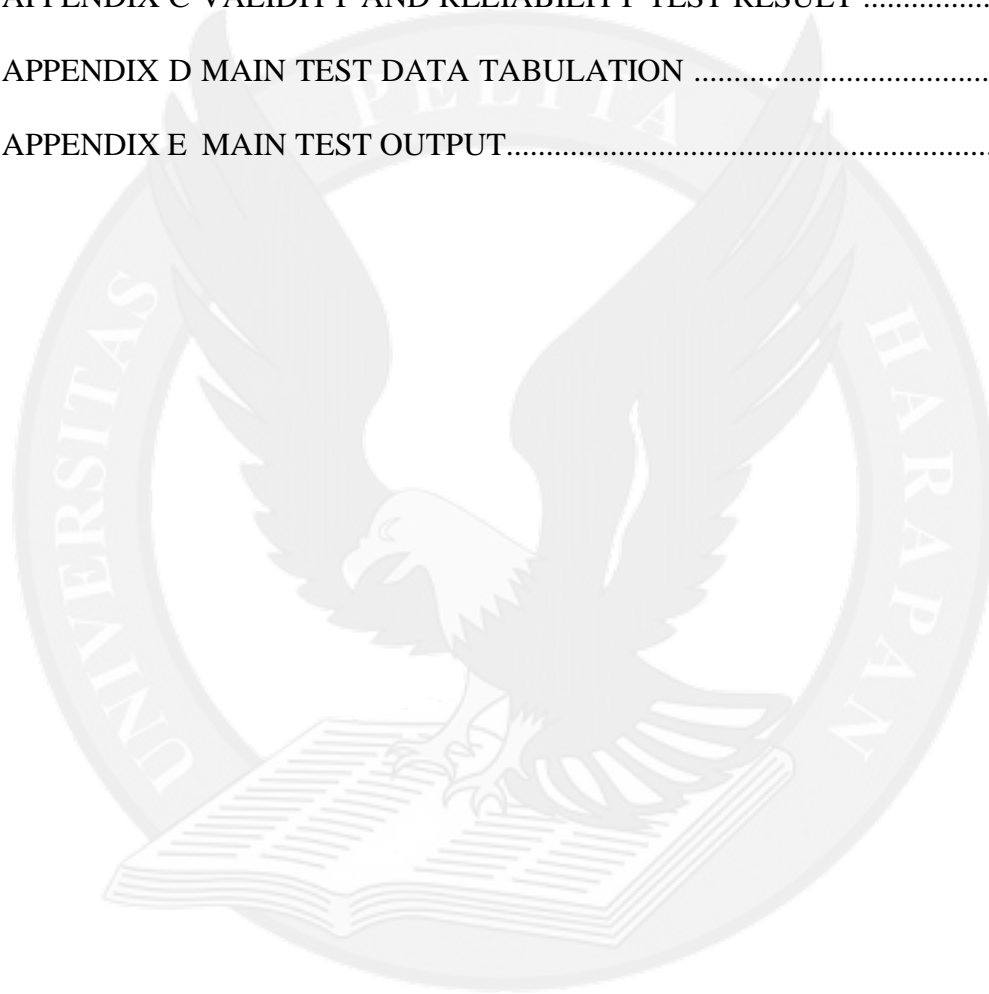 APPENDIX C VALIDITY AND RELIABILITY TEST RESULT ................
APPENDIX D MAIN TEST DATA TABULATION ....................................
APPENDIX E  MAIN TEST OUTPUT...........................................................
UNIVERSITAS PELITA HARAPAN